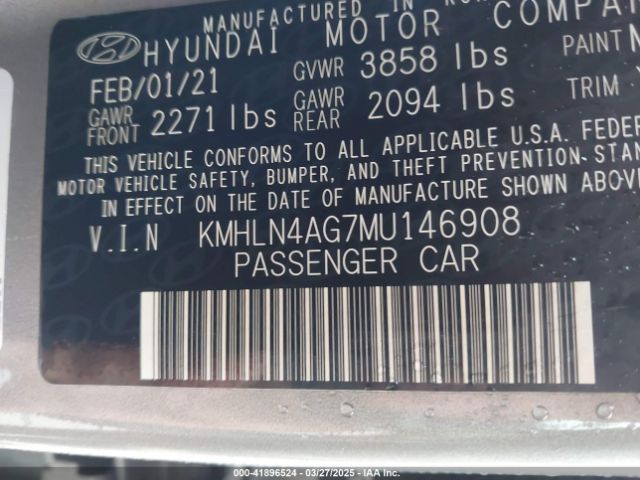 MANUFACTURED IN
HYUNDAI MOTOR COMPAN
FEB/01/21 GVWR 3858 lbs PAINT
GAWR FRONT 2271 lbs GAWR REAR 2094 lbs TRIM
THIS VEHICLE CONFORMS TO ALL APPLICABLE U.S.A. FEDER
MOTOR VEHICLE SAFETY, BUMPER, AND THEFT PREVENTION STAN
IN EFFECT ON THE DATE OF MANUFACTURE SHOWN ABOV
V.I.N KMHLN4AG7MU146908
PASSENGER CAR
000-41896524 — 03/27/2025 — IAA Inc.